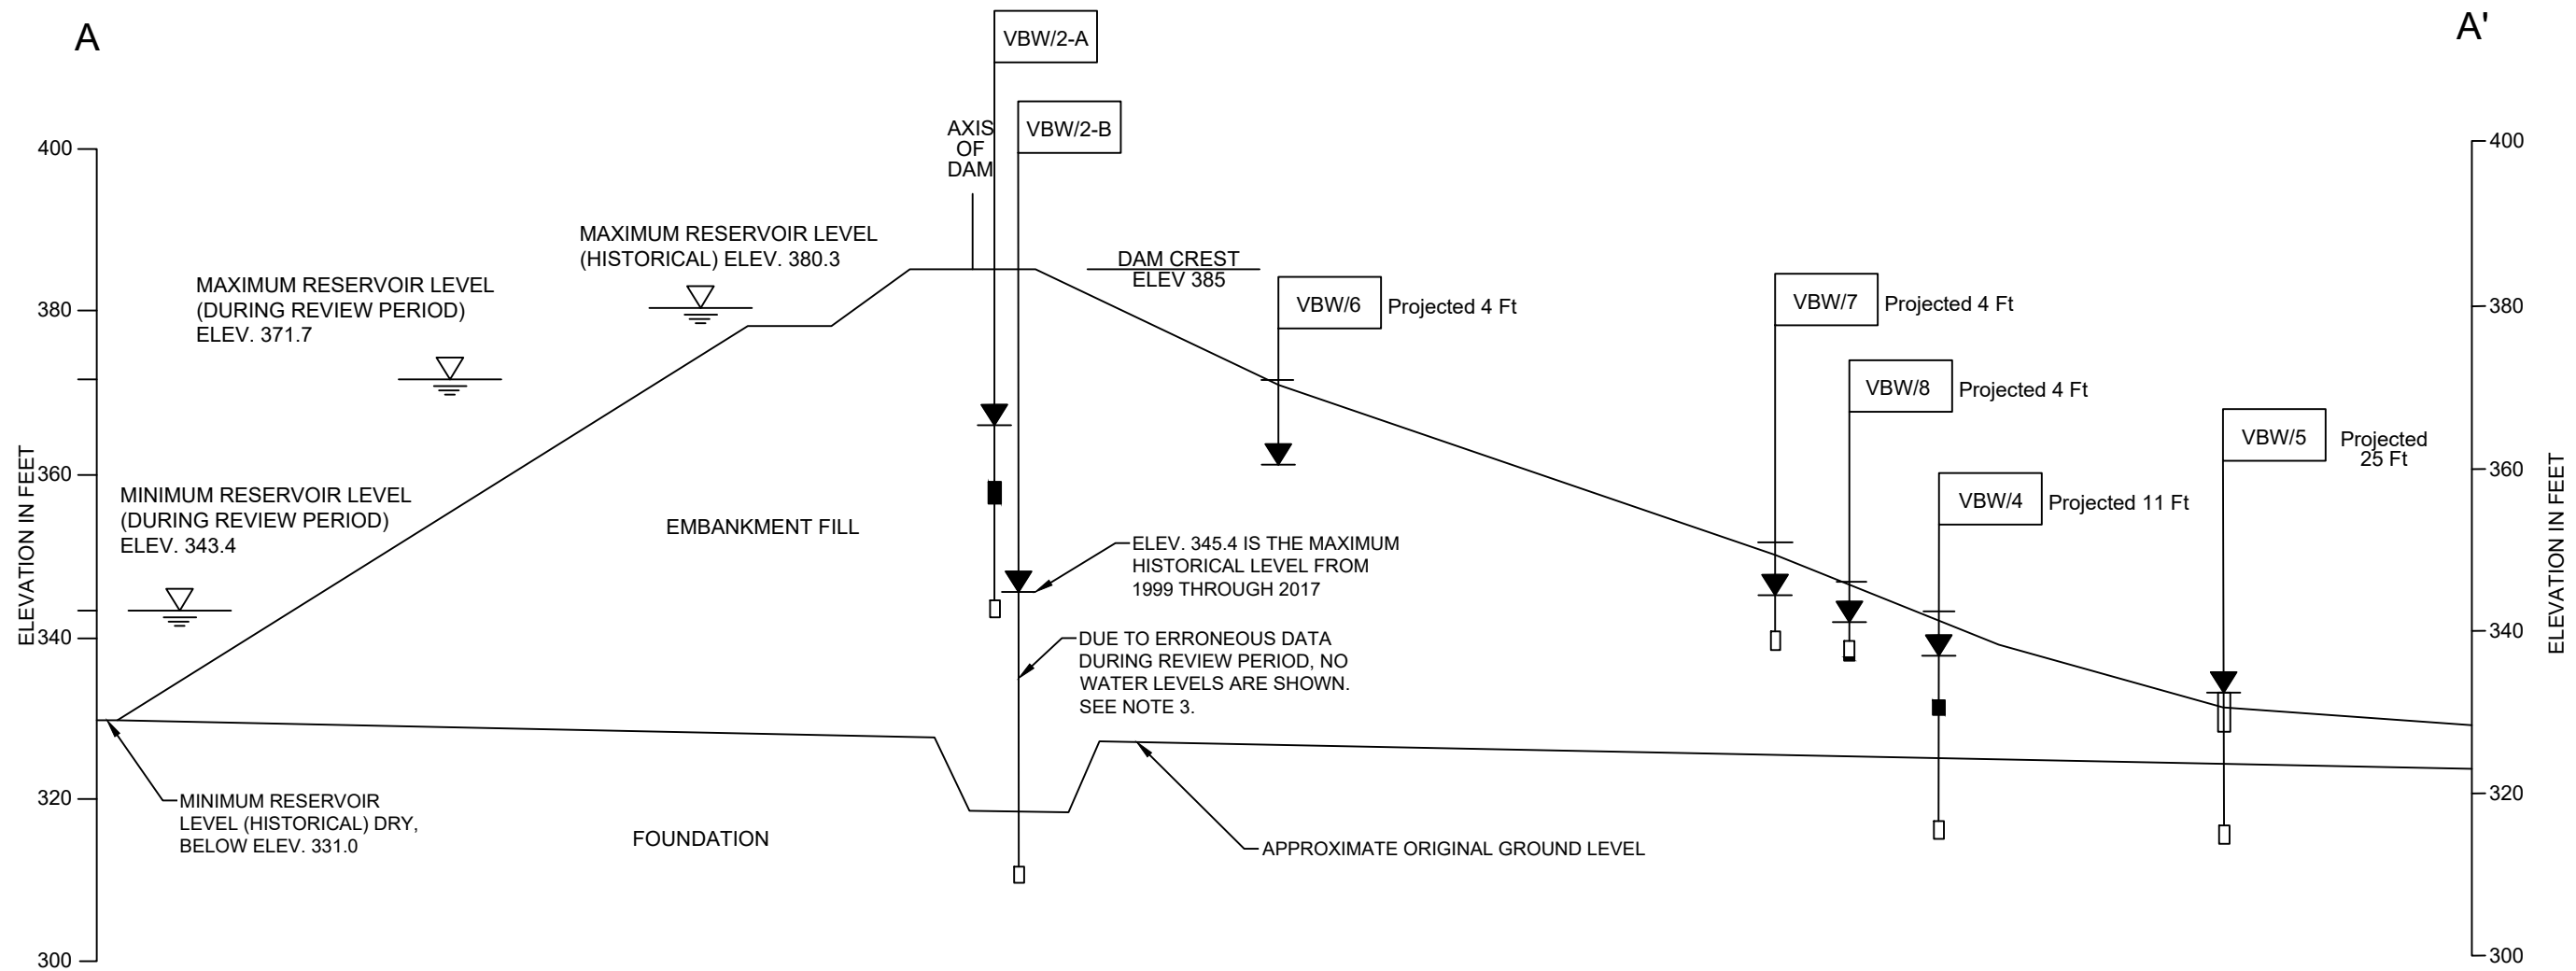 A
A'
VBW/2-A
VBW/2-B
AXIS
OF
DAM
400
400
MAXIMUM RESERVOIR LEVEL
(HISTORICAL) ELEV. 380.3
DAM CREST
ELEV 385
MAXIMUM RESERVOIR LEVEL
(DURING REVIEW PERIOD)
ELEV. 371.7
VBW/6
Projected 4 Ft
VBW/7
Projected 4 Ft
380
380
VBW/8
Projected 4 Ft
VBW/5
Projected
25 Ft
360
360
MINIMUM RESERVOIR LEVEL
(DURING REVIEW PERIOD)
ELEV. 343.4
VBW/4
Projected 11 Ft
EMBANKMENT FILL
ELEV. 345.4 IS THE MAXIMUM
HISTORICAL LEVEL FROM
1999 THROUGH 2017
ELEVATION IN FEET
ELEVATION IN FEET
340
340
DUE TO ERRONEOUS DATA
DURING REVIEW PERIOD, NO
WATER LEVELS ARE SHOWN.
SEE NOTE 3.
320
320
MINIMUM RESERVOIR
LEVEL (HISTORICAL) DRY,
BELOW ELEV. 331.0
FOUNDATION
APPROXIMATE ORIGINAL GROUND LEVEL
300
300